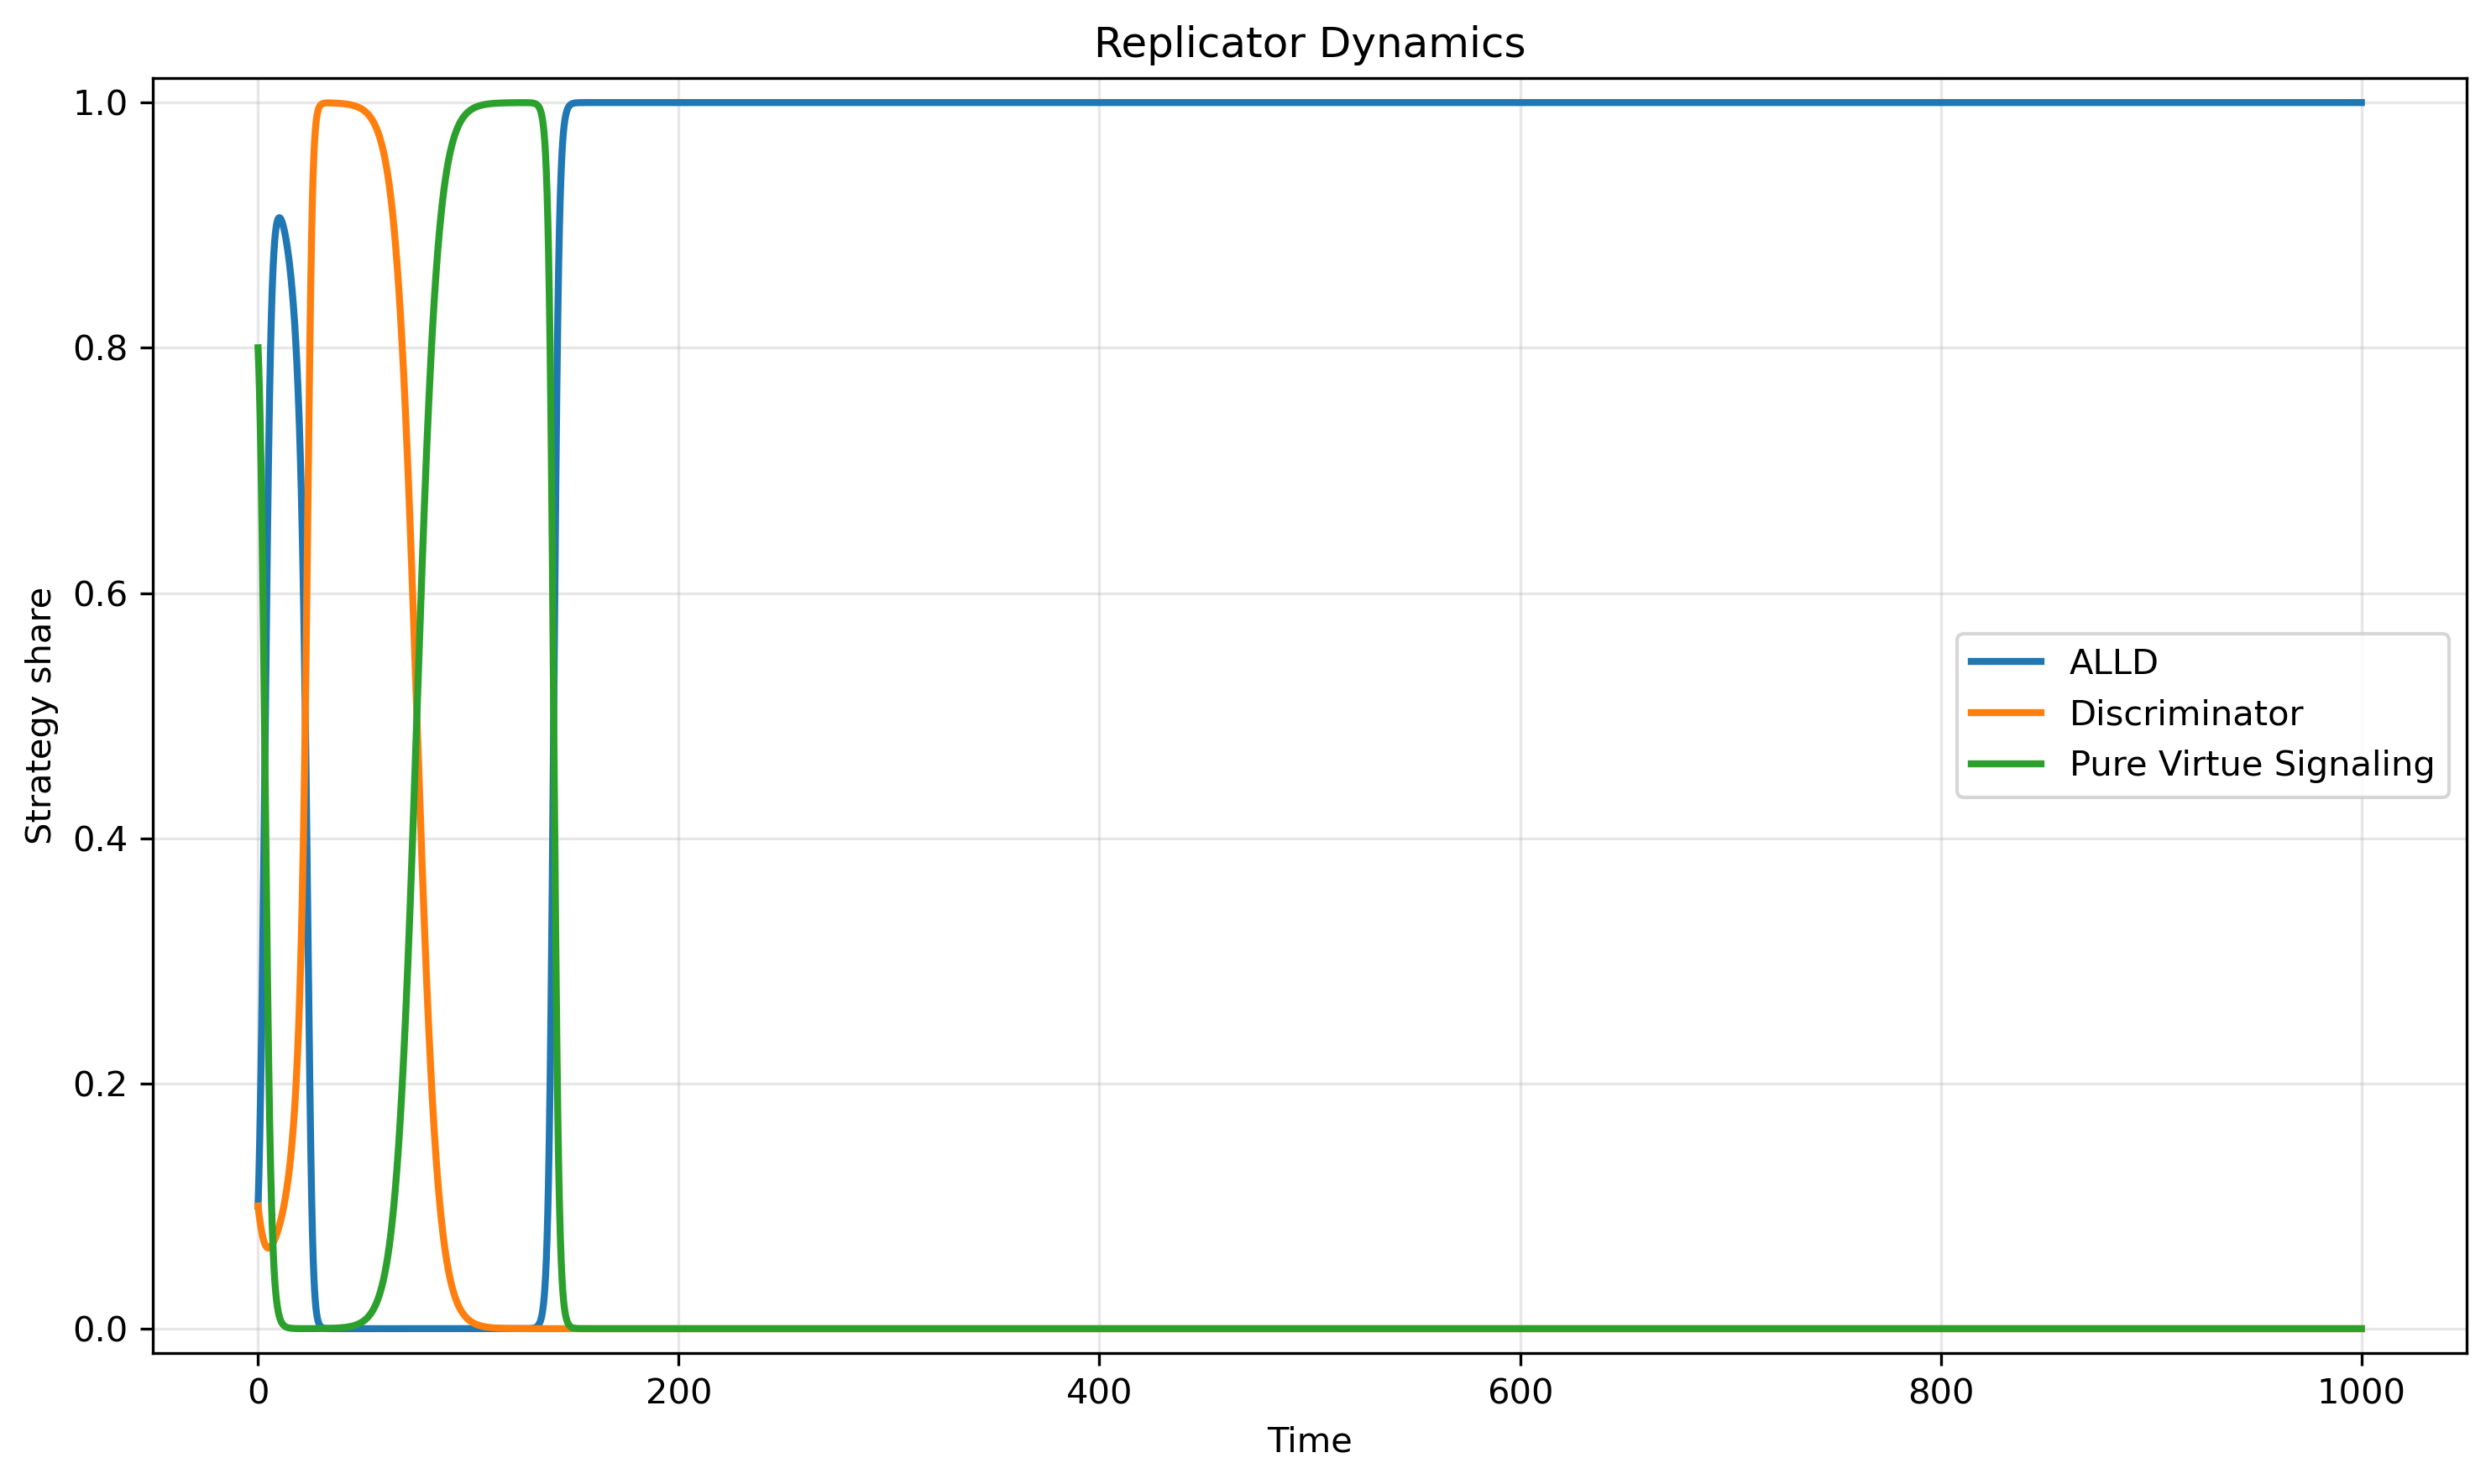 Replicator Dynamics
1.0
0.8
0.6
0.4
0.2
0.0
Strategy share
ALLD
Discriminator
Pure Virtue Signaling
0 200 400 600 800 1000
Time